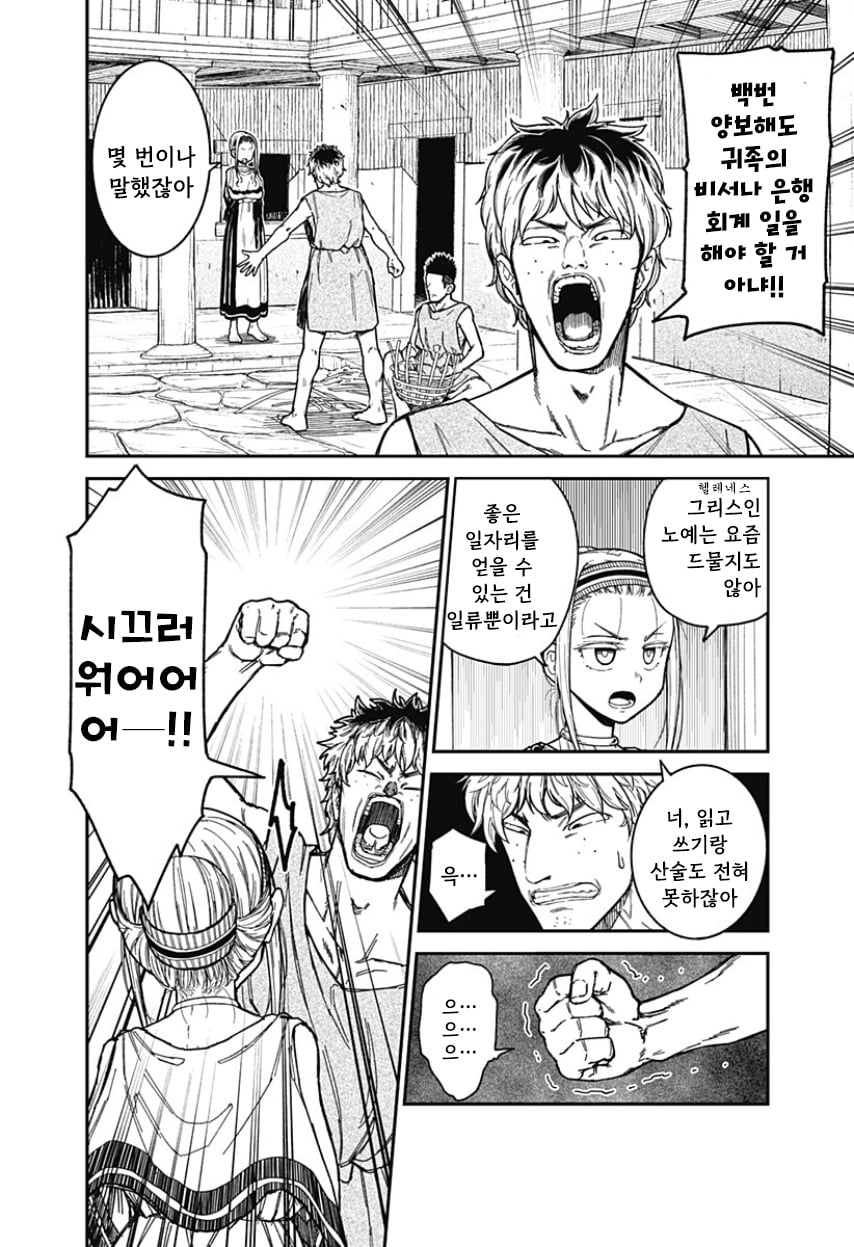 백번
양보해도
귀족의
비서나 은행
회계 일을
해야 할 거
아냐!!
몇 번이나
말했잖아
헬레네스
그리스인
노예는 요즘
드물지도
않아
좋은
일자리를
얻을 수
있는 건
일류뿐이라고
너, 읽고
쓰기랑
산술도 전혀
못하잖아
윽…
으…
으…
으…
시끄러
워어어
어──!!